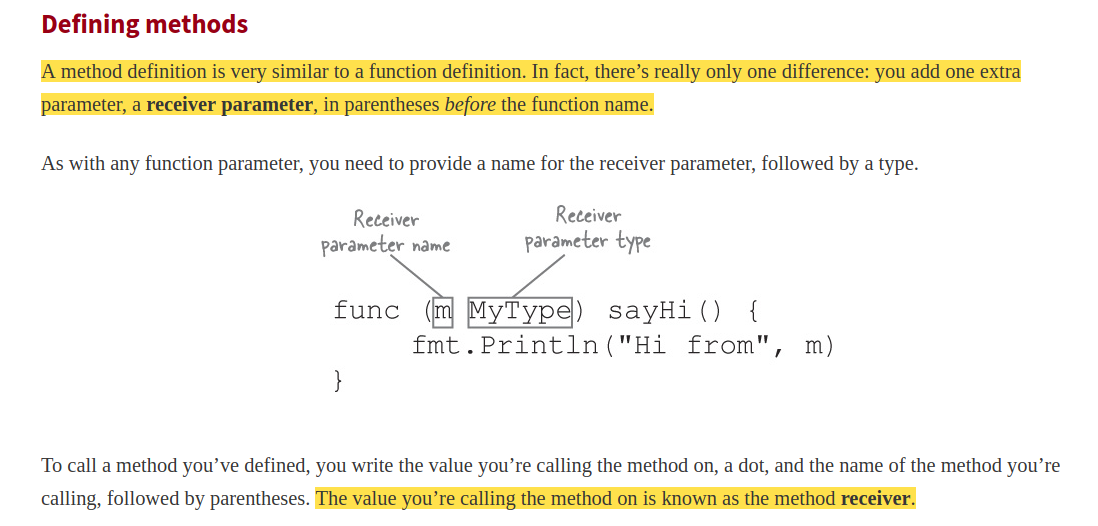 Defining methods
A method definition is very similar to a function definition. In fact, there’s really only one difference: you add one extra
parameter, a receiver parameter, in parentheses before the function name.
As with any function parameter, you need to provide a name for the receiver parameter, followed by a type.
Receiver
parameter name
Receiver
parameter type
func (m MyType) sayHi() {
    fmt.Println("Hi from", m)
}
To call a method you’ve defined, you write the value you’re calling the method on, a dot, and the name of the method you’re
calling, followed by parentheses. The value you’re calling the method on is known as the method receiver.